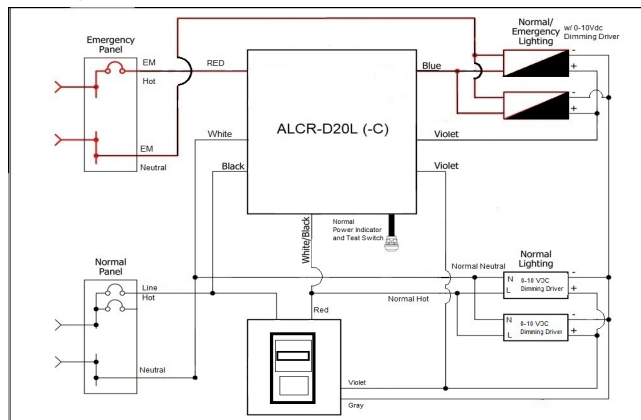 Emergency
Panel
EM
Hot
RED
EM
Neutral
White
Black
ALCR-D20L (-C)
Blue
Violet
Violet
Normal/
Emergency
Lighting
w/ 0-10Vdc
Dimming Driver
-
+
-
+
White/Black
Normal
Power Indicator
and Test Switch
Normal
Panel
Line
Hot
Neutral
Red
Normal Neutral
Normal Hot
Normal
Lighting
N
L
0-10 VDC
Dimming Driver
-
+
N
L
0-10 VDC
Dimming Driver
-
+
Violet
Gray